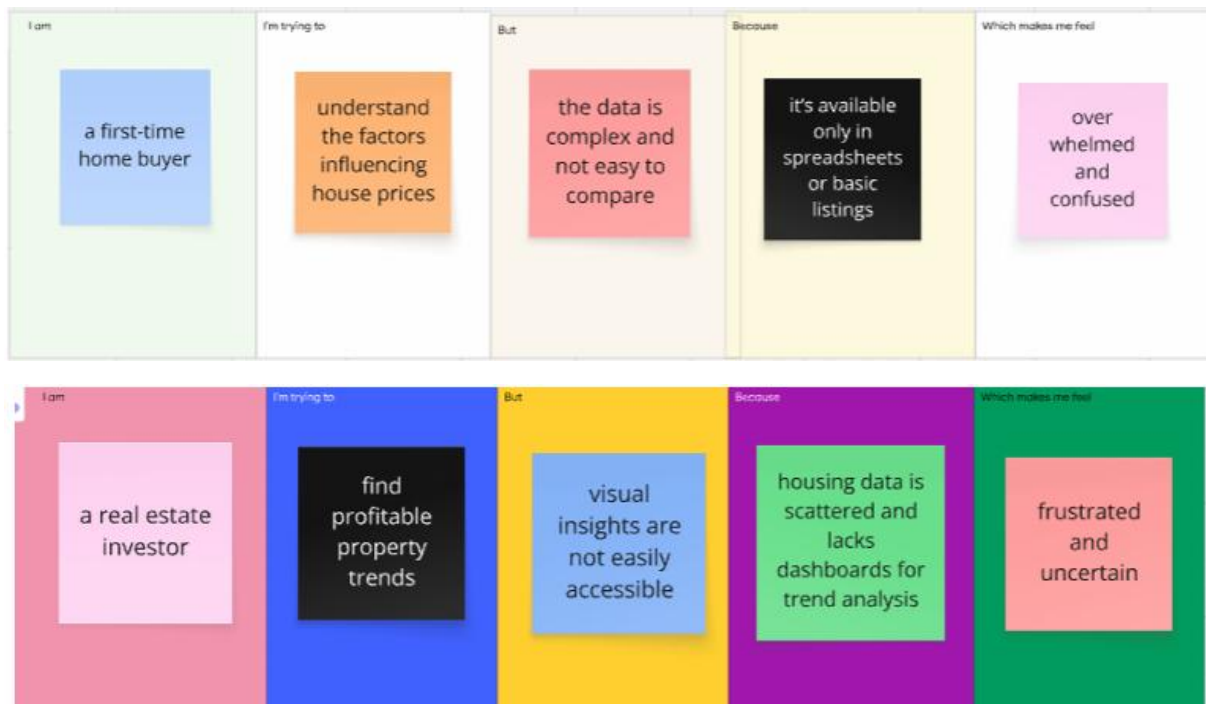 I am
a first-time
home buyer
I'm trying to
understand
the factors
influencing
house prices
But
the data is
complex and
not easy to
compare
Because
it's available
only in
spreadsheets
or basic
listings
Which makes me feel
over
whelmed
and
confused
I am
a real estate
investor
I'm trying to
find
profitable
property
trends
But
visual
insights are
not easily
accessible
Because
housing data is
scattered and
lacks
dashboards for
trend analysis
Which makes me feel
frustrated
and
uncertain